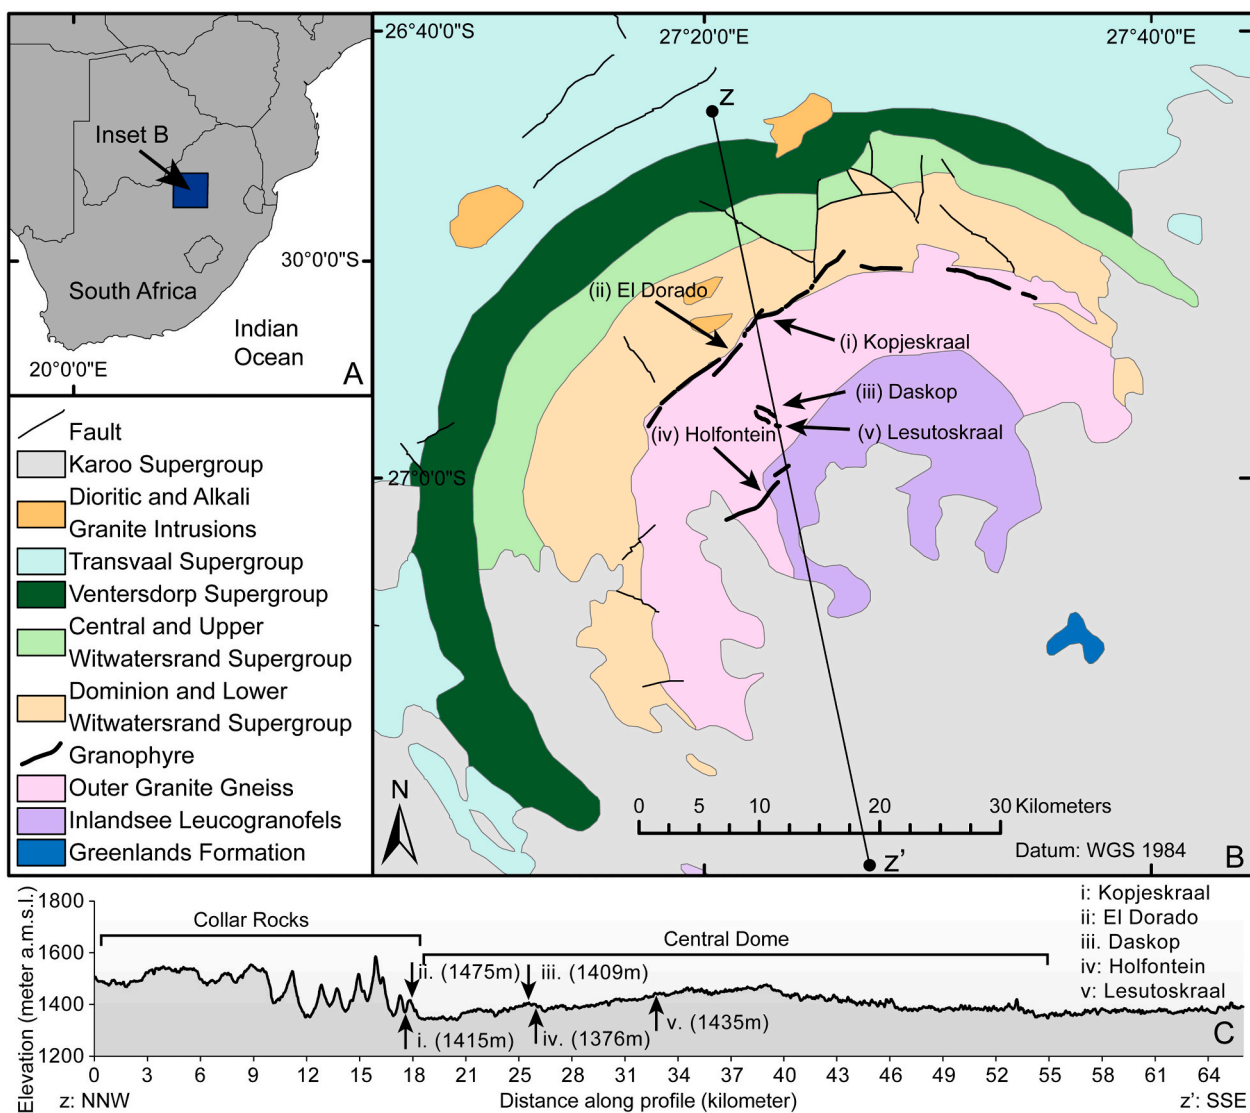 Inset B
30°0'0"S
South Africa
Indian
Ocean
20°0'0"E
A
Fault
Karoo Supergroup
Dioritic and Alkali
Granite Intrusions
Transvaal Supergroup
Ventersdorp Supergroup
Central and Upper
Witwatersrand Supergroup
Dominion and Lower
Witwatersrand Supergroup
Granophyre
Outer Granite Gneiss
Inlandsee Leucogranofels
Greenlands Formation
26°40'0"S
27°20'0"E
27°40'0"E
z
(ii) El Dorado
(i) Kopjeskraal
(iii) Daskop
(iv) Holfontein
(v) Lesutoskraal
27°0'0"S
N
0 5 10 20 30 Kilometers
Datum: WGS 1984
z'
B
Elevation (meter a.m.s.l.)
1800
1600
1400
1200
Collar Rocks
Central Dome
ii. (1475m)
iii. (1409m)
i. (1415m)
iv. (1376m)
v. (1435m)
i: Kopjeskraal
ii: El Dorado
iii. Daskop
iv: Holfontein
v: Lesutoskraal
C
0 3 6 9 12 15 18 21 25 28 31 34 37 41 44 48 51 55 58 61 64
z: NNW
Distance along profile (kilometer)
z': SSE